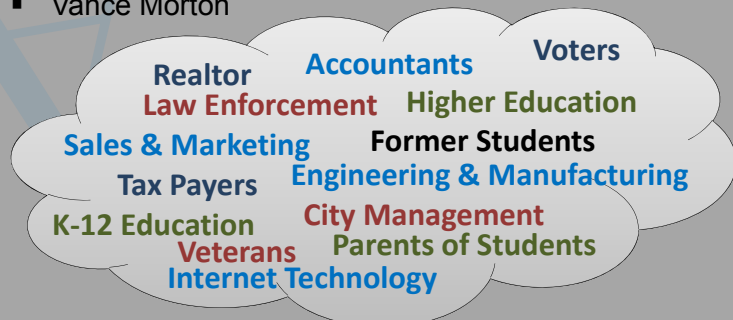 ▪ Vance Morton
Voters
Accountants
Realtor
Law Enforcement Higher Education
Sales & Marketing Former Students
Tax Payers Engineering & Manufacturing
K-12 Education City Management
Veterans Parents of Students
Internet Technology